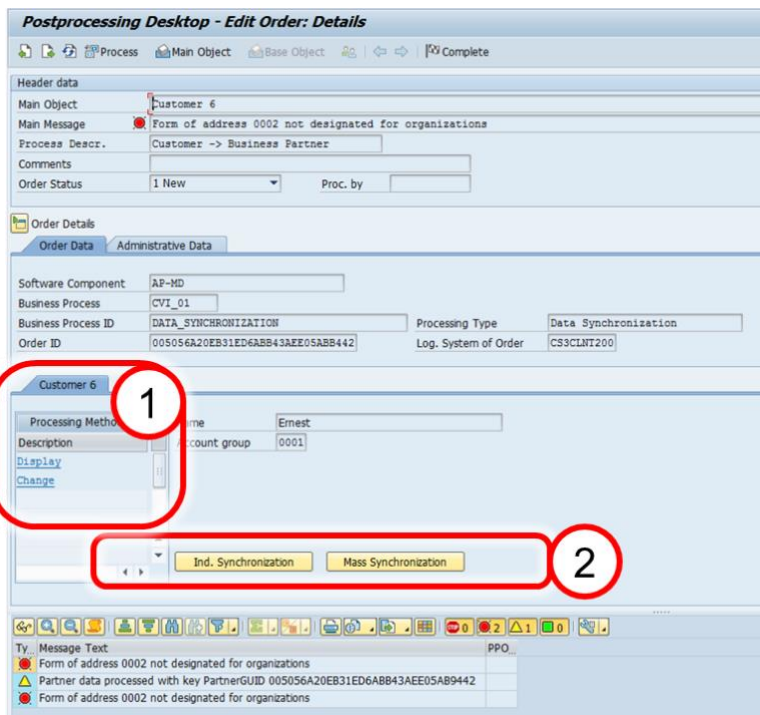 Postprocessing Desktop - Edit Order: Details
Process Main Object Base Object Complete
Header data
Main Object Customer 6
Main Message Form of address 0002 not designated for organizations
Process Descr. Customer -> Business Partner
Comments
Order Status 1 New Proc. by
Order Details
Order Data Administrative Data
Software Component AP-MD
Business Process CVI_01
Business Process ID DATA_SYNCHRONIZATION Processing Type Data Synchronization
Order ID 005056A20EB31ED6ABB43AEE05ABB442 Log. System of Order CS3CLNT200
Customer 6
1
Processing Metho
Ernest
Description
Account group 0001
Display
Change
Ind. Synchronization Mass Synchronization
2
STOP 0 2 1 0
Ty... Message Text PPO...
Form of address 0002 not designated for organizations
Partner data processed with key PartnerGUID 005056A20EB31ED6ABB43AEE05AB9442
Form of address 0002 not designated for organizations